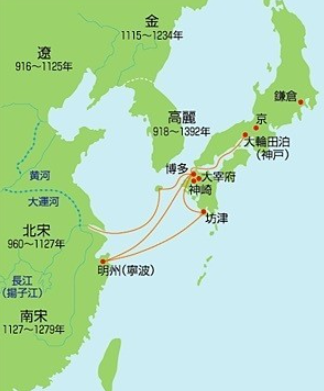 金
1115～1234年
遼
916～1125年
高麗
918～1392年
鎌倉
京
大輪田泊
（神戸）
博多
大宰府
神崎
坊津
黄河
大運河
北宋
960～1127年
明州（寧波）
長江
（揚子江）
南宋
1127～1279年